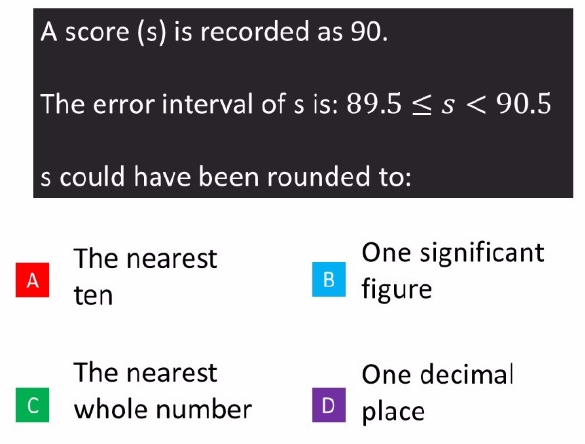 A score (s) is recorded as 90.
The error interval of s is: 89.5 ≤ s < 90.5
s could have been rounded to:
A The nearest
ten
B One significant
figure
C The nearest
whole number
D One decimal
place